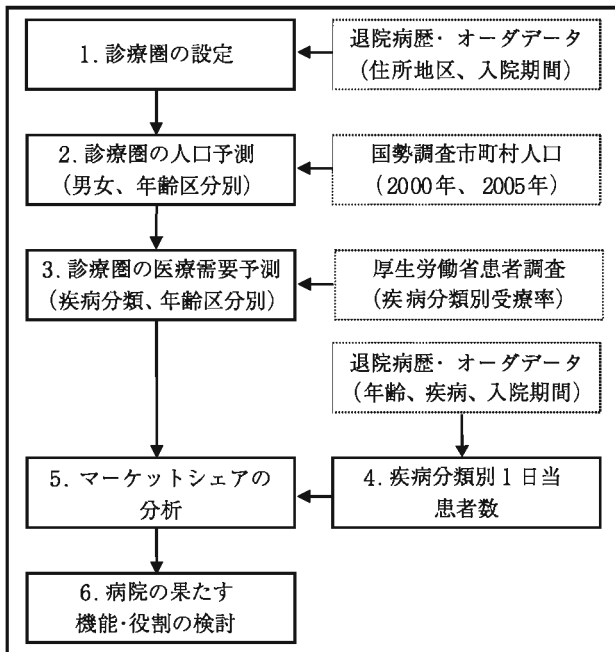 1. 診療圏の設定
退院病歴・オーダデータ
(住所地区、入院期間)
2. 診療圏の人口予測
(男女、年齢区分別)
国勢調査市町村人口
(2000年、2005年)
3. 診療圏の医療需要予測
(疾病分類、年齢区分別)
厚生労働省患者調査
(疾病分類別受療率)
退院病歴・オーダデータ
(年齢、疾病、入院期間)
5. マーケットシェアの
分析
4. 疾病分類別1日当
患者数
6. 病院の果たす
機能・役割の検討